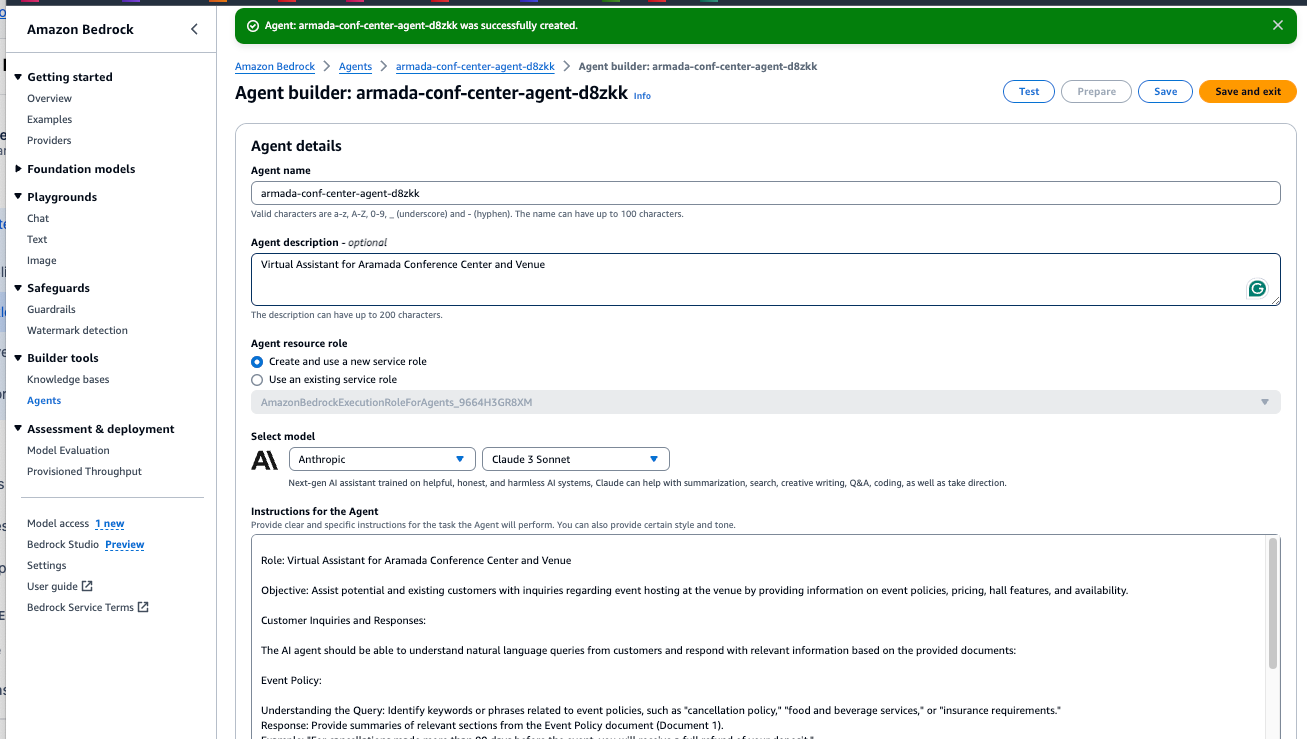 Agent: armada-conf-center-agent-d8zkk was successfully created.
Amazon Bedrock
Getting started
Overview
Examples
Providers
Foundation models
Playgrounds
Chat
Text
Image
Safeguards
Guardrails
Watermark detection
Builder tools
Knowledge bases
Agents
Assessment & deployment
Model Evaluation
Provisioned Throughput
Model access 1 new
Bedrock Studio Preview
Settings
User guide
Bedrock Service Terms
Amazon Bedrock > Agents > armada-conf-center-agent-d8zkk > Agent builder: armada-conf-center-agent-d8zkk
Agent builder: armada-conf-center-agent-d8zkk Info
Test Prepare Save Save and exit
Agent details
Agent name
armada-conf-center-agent-d8zkk
Valid characters are a-z, A-Z, 0-9, _ (underscore) and - (hyphen). The name can have up to 100 characters.
Agent description - optional
Virtual Assistant for Aramada Conference Center and Venue
The description can have up to 200 characters.
Agent resource role
Create and use a new service role
Use an existing service role
AmazonBedrockExecutionRoleForAgents_9664H3GR8XM
Select model
Anthropic Claude 3 Sonnet
Next-gen AI assistant trained on helpful, honest, and harmless AI systems, Claude can help with summarization, search, creative writing, Q&A, coding, as well as take direction.
Instructions for the Agent
Provide clear and specific instructions for the task the Agent will perform. You can also provide certain style and tone.
Role: Virtual Assistant for Aramada Conference Center and Venue
Objective: Assist potential and existing customers with inquiries regarding event hosting at the venue by providing information on event policies, pricing, hall features, and availability.
Customer Inquiries and Responses:
The AI agent should be able to understand natural language queries from customers and respond with relevant information based on the provided documents:
Event Policy:
Understanding the Query: Identify keywords or phrases related to event policies, such as "cancellation policy," "food and beverage services," or "insurance requirements."
Response: Provide summaries of relevant sections from the Event Policy document (Document 1).